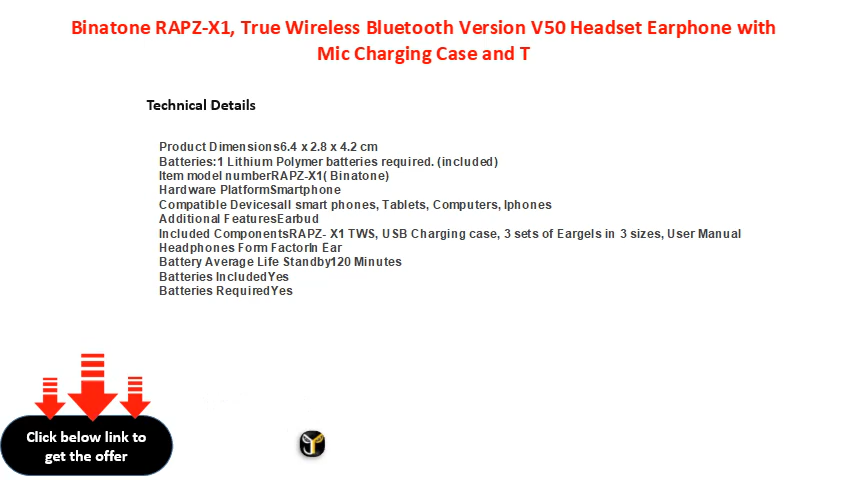 Binatone RAPZ-X1, True Wireless Bluetooth Version V50 Headset Earphone with
Mic Charging Case and T
Technical Details
Product Dimensions6.4 x 2.8 x 4.2 cm
Batteries:1 Lithium Polymer batteries required. (included)
Item model numberRAPZ-X1( Binatone)
Hardware PlatformSmartphone
Compatible Devicesall smart phones, Tablets, Computers, Iphones
Additional FeaturesEarbud
Included ComponentsRAPZ- X1 TWS, USB Charging case, 3 sets of Eargels in 3 sizes, User Manual
Headphones Form FactorIn Ear
Battery Average Life Standby120 Minutes
Batteries IncludedYes
Batteries RequiredYes
Click below link to
get the offer